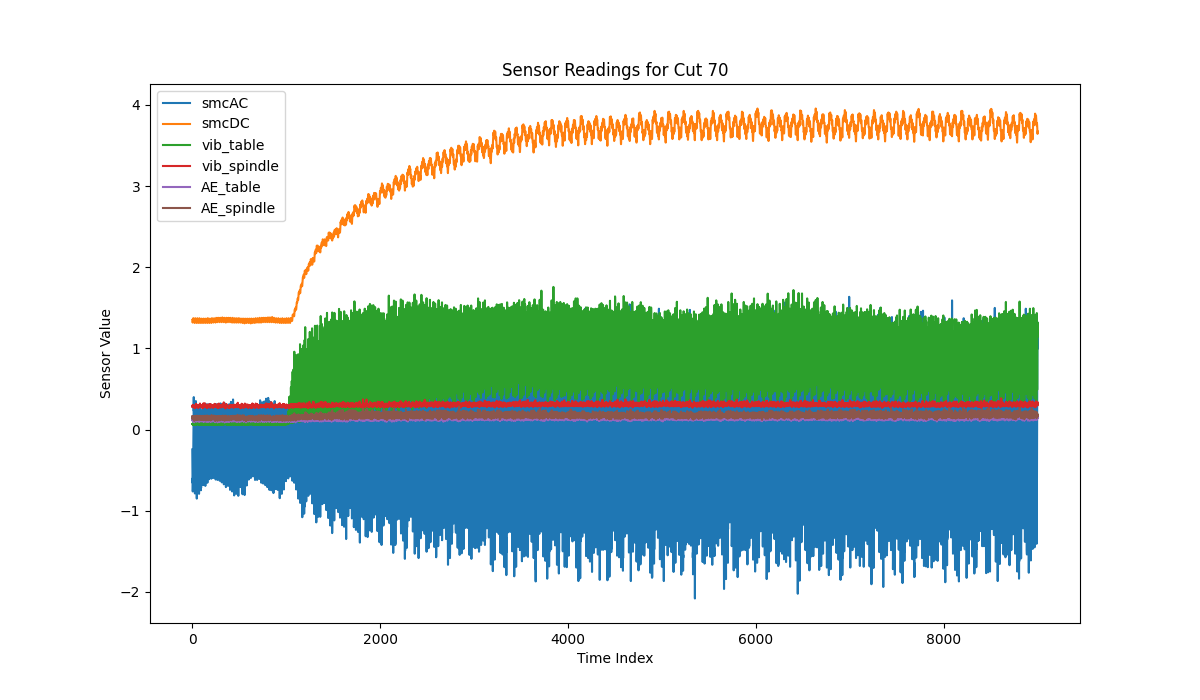 Sensor Readings for Cut 70
smcAC
smcDC
vib_table
vib_spindle
AE_table
AE_spindle
4
3
2
1
0
−1
−2
Sensor Value
0 2000 4000 6000 8000
Time Index